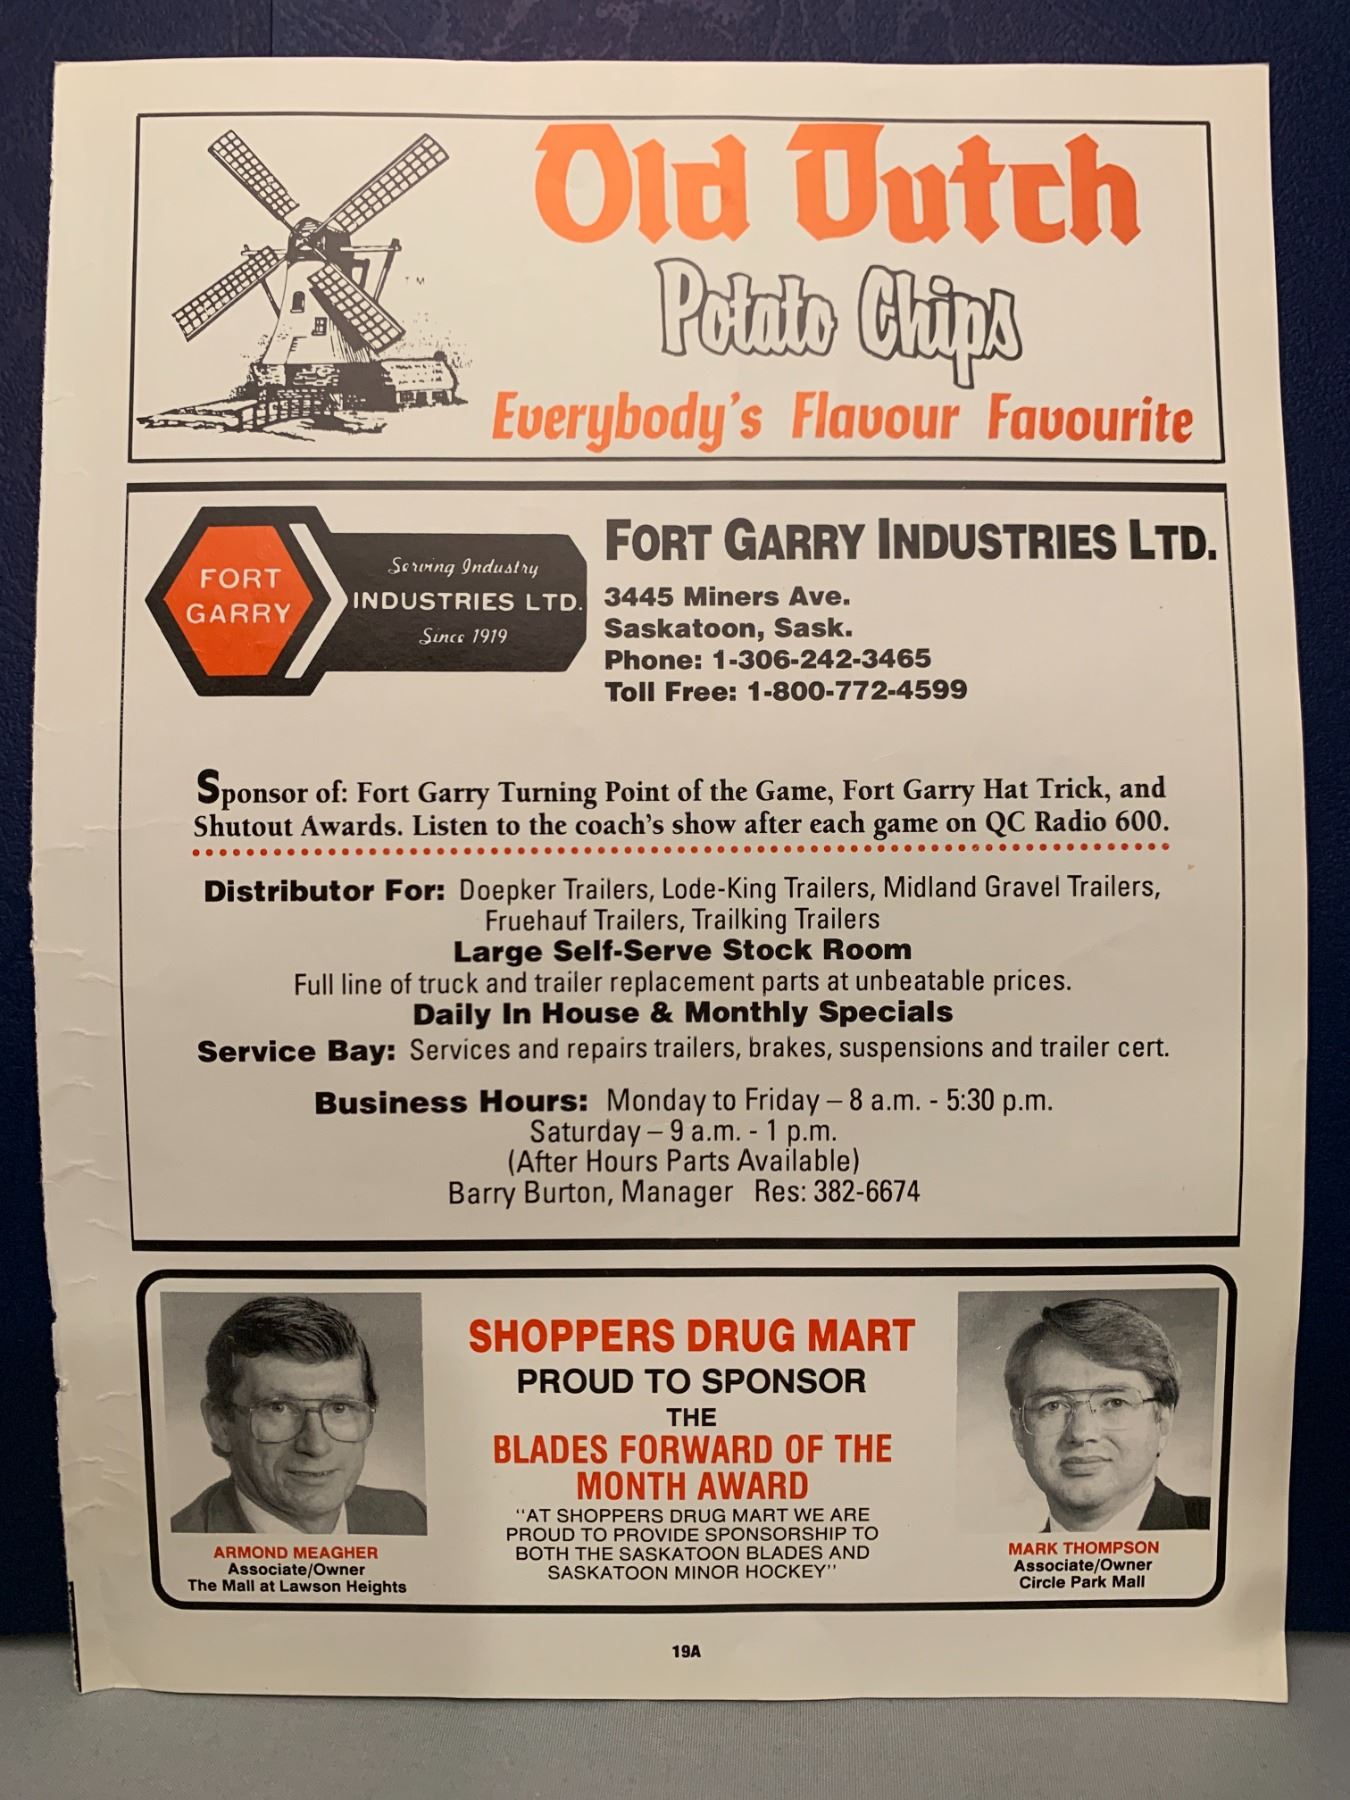 Old Dutch
Potato Chips
Everybody's Flavour Favourite
TM
FORT
GARRY
Serving Industry
INDUSTRIES LTD.
Since 1919
FORT GARRY INDUSTRIES LTD.
3445 Miners Ave.
Saskatoon, Sask.
Phone: 1-306-242-3465
Toll Free: 1-800-772-4599
Sponsor of: Fort Garry Turning Point of the Game, Fort Garry Hat Trick, and
Shutout Awards. Listen to the coach's show after each game on QC Radio 600.
Distributor For: Doepker Trailers, Lode-King Trailers, Midland Gravel Trailers,
Fruehauf Trailers, Trailking Trailers
Large Self-Serve Stock Room
Full line of truck and trailer replacement parts at unbeatable prices.
Daily In House & Monthly Specials
Service Bay: Services and repairs trailers, brakes, suspensions and trailer cert.
Business Hours: Monday to Friday – 8 a.m. - 5:30 p.m.
Saturday – 9 a.m. - 1 p.m.
(After Hours Parts Available)
Barry Burton, Manager Res: 382-6674
SHOPPERS DRUG MART
PROUD TO SPONSOR
THE
BLADES FORWARD OF THE
MONTH AWARD
"AT SHOPPERS DRUG MART WE ARE
PROUD TO PROVIDE SPONSORSHIP TO
BOTH THE SASKATOON BLADES AND
SASKATOON MINOR HOCKEY"
ARMOND MEAGHER
Associate/Owner
The Mall at Lawson Heights
MARK THOMPSON
Associate/Owner
Circle Park Mall
19A